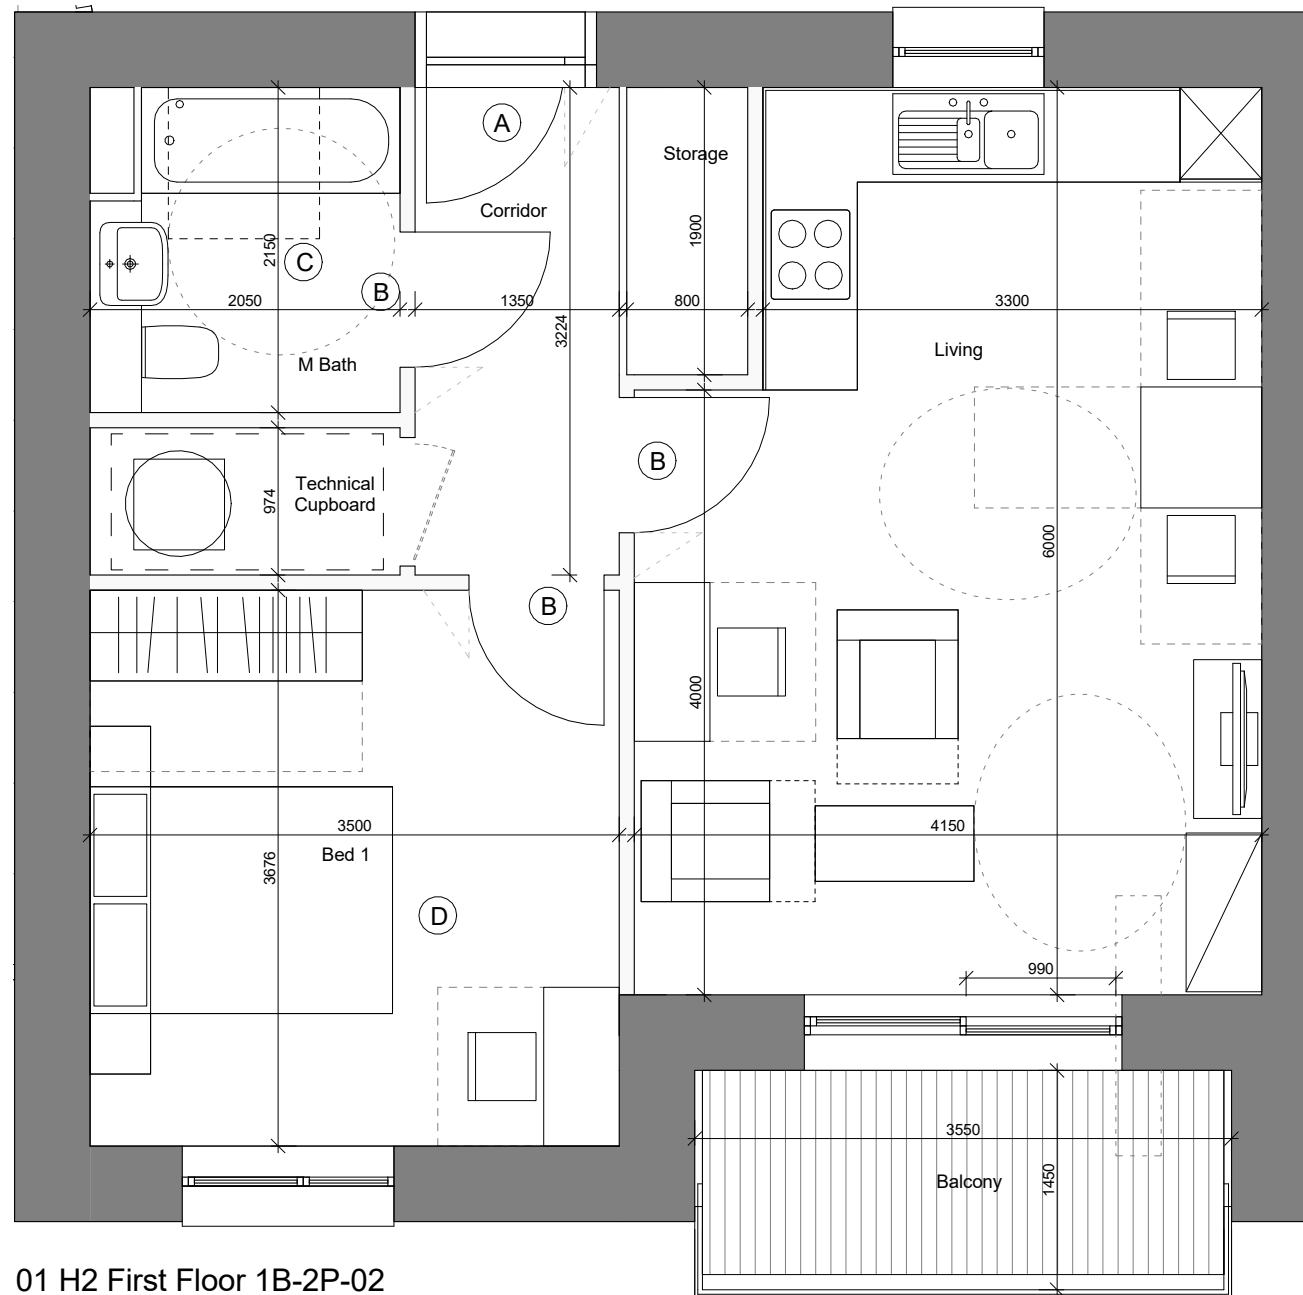 A
Storage
Corridor
1900
2150
C
B
2050
1350
800
3300
3224
Living
M Bath
B
Technical
Cupboard
974
6000
B
4000
3500
4150
Bed 1
3676
D
990
3550
Balcony
1450
01 H2 First Floor 1B-2P-02